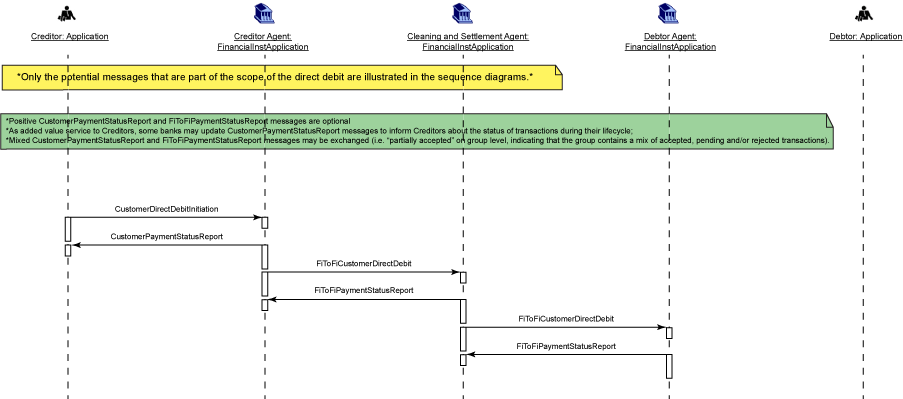 Creditor: Application
Creditor Agent:
FinancialInstApplication
Cleaning and Settlement Agent:
FinancialInstApplication
Debtor Agent:
FinancialInstApplication
Debtor: Application
*Only the potential messages that are part of the scope of the direct debit are illustrated in the sequence diagrams.*
*Positive CustomerPaymentStatusReport and FiToFiPaymentStatusReport messages are optional
*As added value service to Creditors, some banks may update CustomerPaymentStatusReport messages to inform Creditors about the status of transactions during their lifecycle;
*Mixed CustomerPaymentStatusReport and FiToFiPaymentStatusReport messages may be exchanged (i.e. “partially accepted” on group level, indicating that the group contains a mix of accepted, pending and/or rejected transactions).
CustomerDirectDebitInitiation
CustomerPaymentStatusReport
FiToFiCustomerDirectDebit
FiToFiPaymentStatusReport
FiToFiCustomerDirectDebit
FiToFiPaymentStatusReport